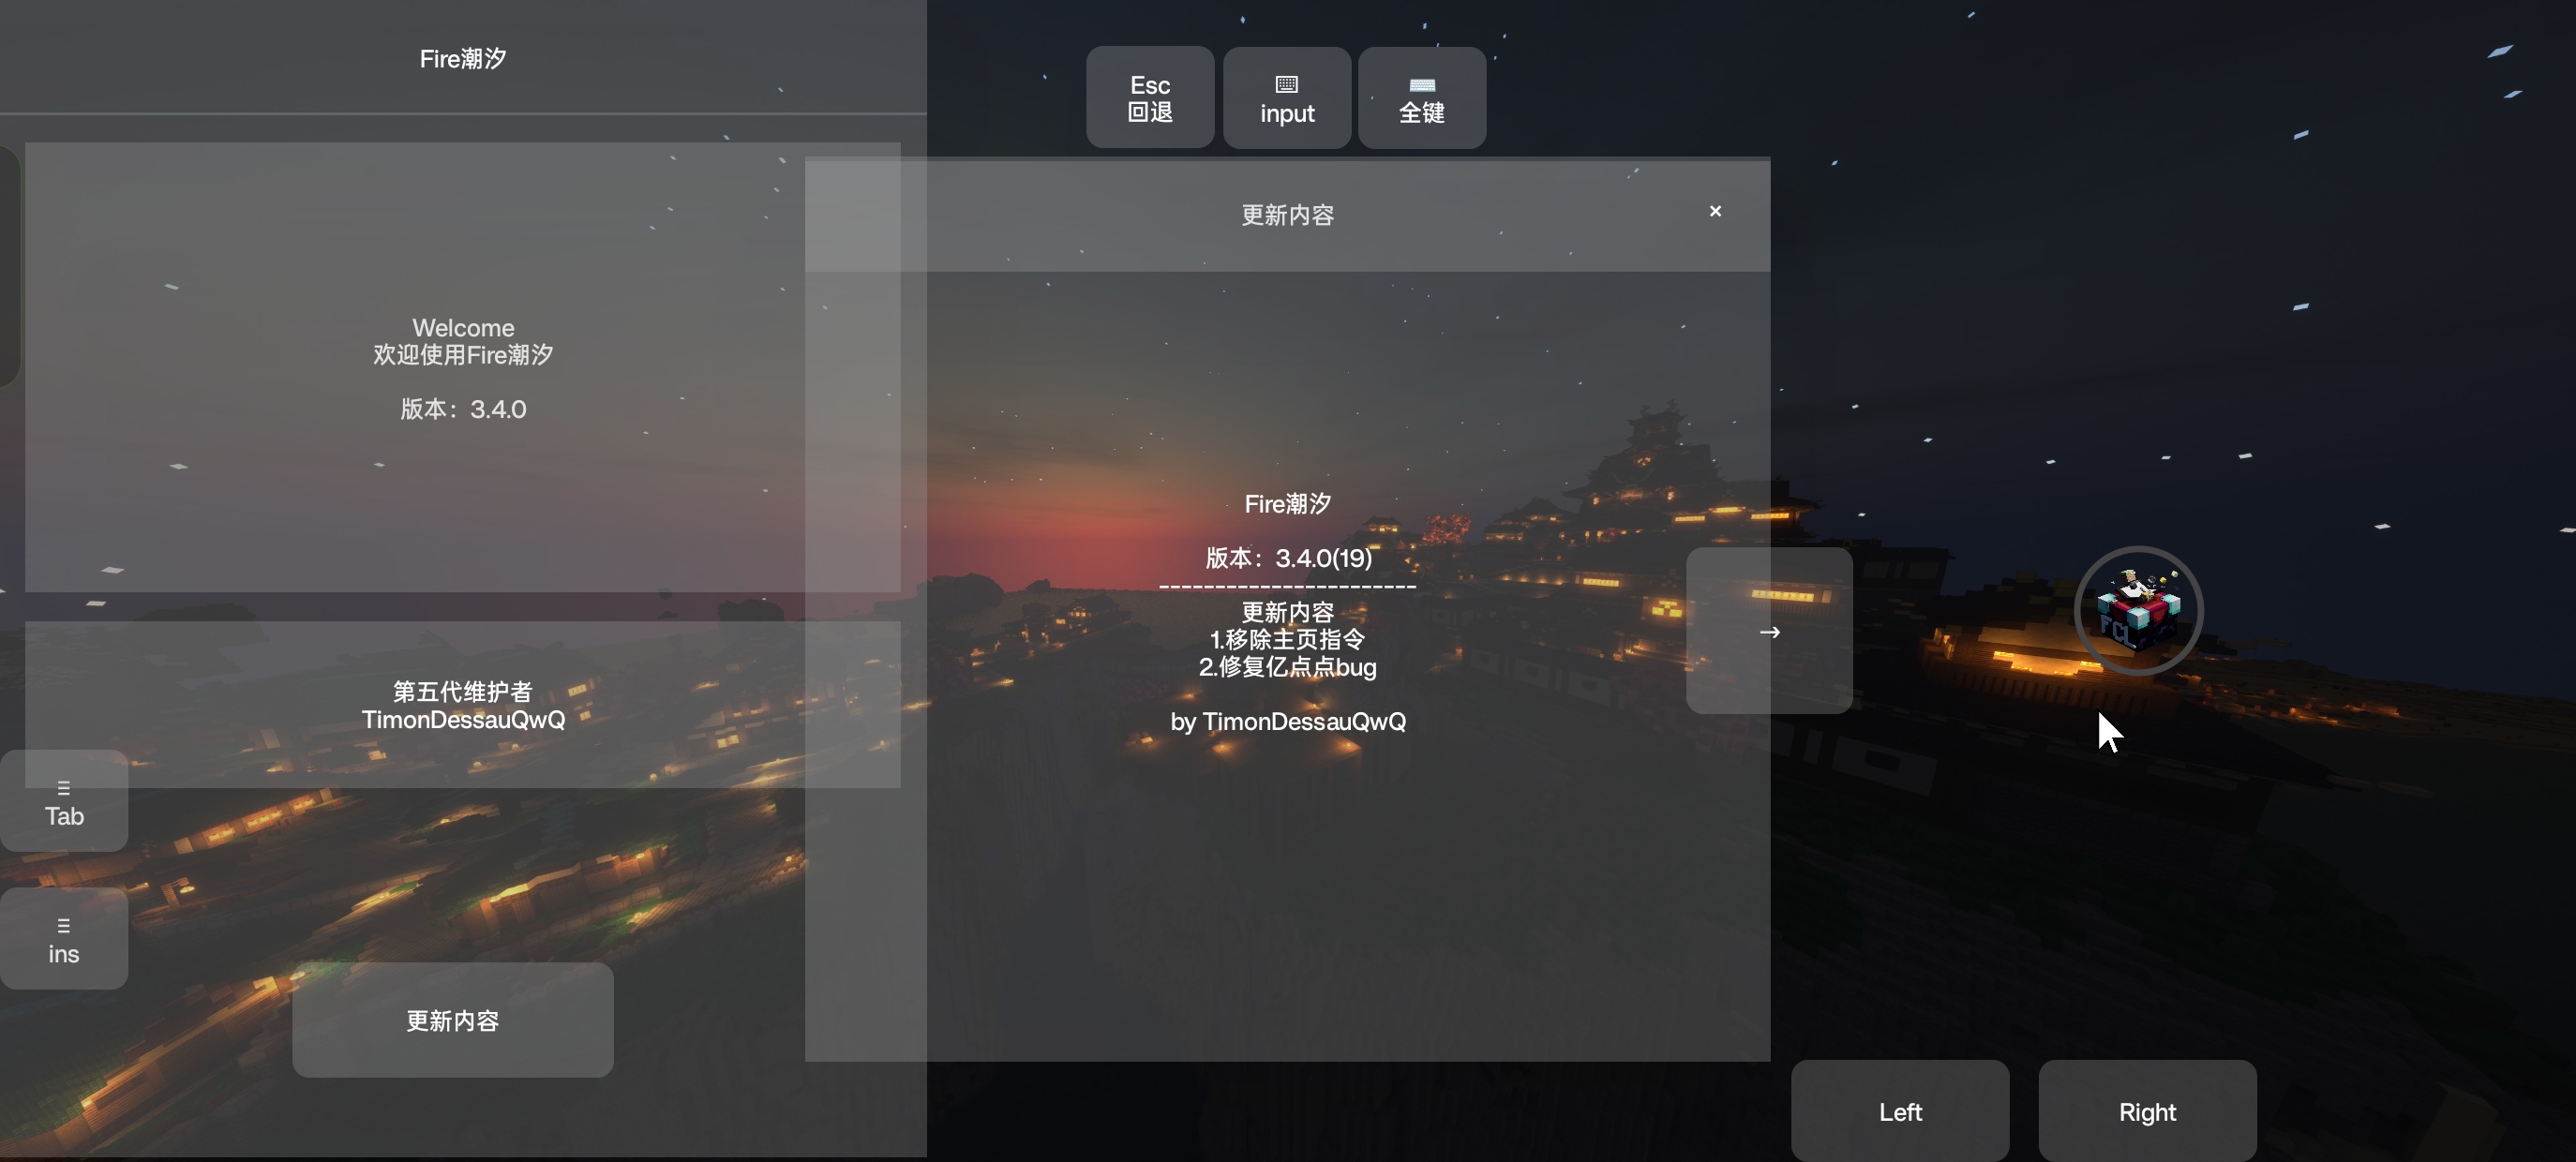 Fire潮汐
Welcome
欢迎使用Fire潮汐
版本：3.4.0
第五代维护者
TimonDessauQwQ
Tab
ins
更新内容
Esc
回退
input
全键
更新内容
×
Fire潮汐
版本：3.4.0(19)
-----------------------
更新内容
1.移除主页指令
2.修复亿点点bug
by TimonDessauQwQ
→
FCL
Left
Right